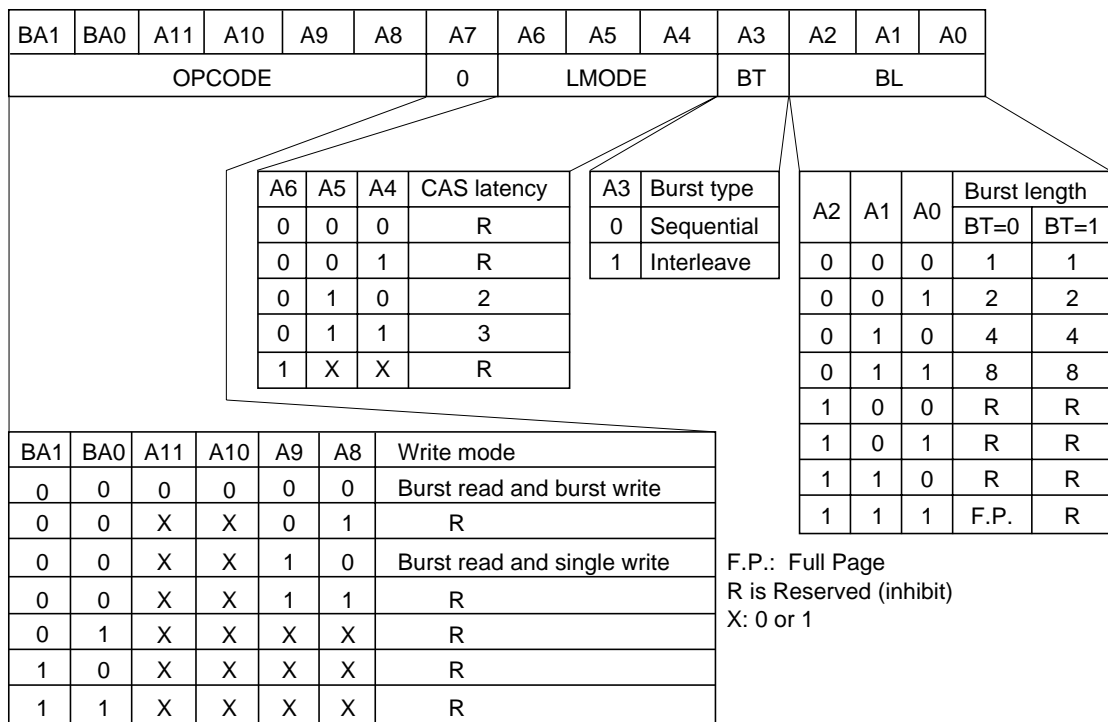 BA1 BA0 A11 A10 A9 A8 A7 A6 A5 A4 A3 A2 A1 A0
OPCODE 0 LMODE BT BL
A6 A5 A4 CAS latency
0 0 0 R
0 0 1 R
0 1 0 2
0 1 1 3
1 X X R
A3 Burst type
0 Sequential
1 Interleave
A2 A1 A0 Burst length
BT=0 BT=1
0 0 0 1 1
0 0 1 2 2
0 1 0 4 4
0 1 1 8 8
1 0 0 R R
1 0 1 R R
1 1 0 R R
1 1 1 F.P. R
BA1 BA0 A11 A10 A9 A8 Write mode
0 0 0 0 0 0 Burst read and burst write
0 0 X X 0 1 R
0 0 X X 1 0 Burst read and single write
0 0 X X 1 1 R
0 1 X X X X R
1 0 X X X X R
1 1 X X X X R
F.P.: Full Page
R is Reserved (inhibit)
X: 0 or 1